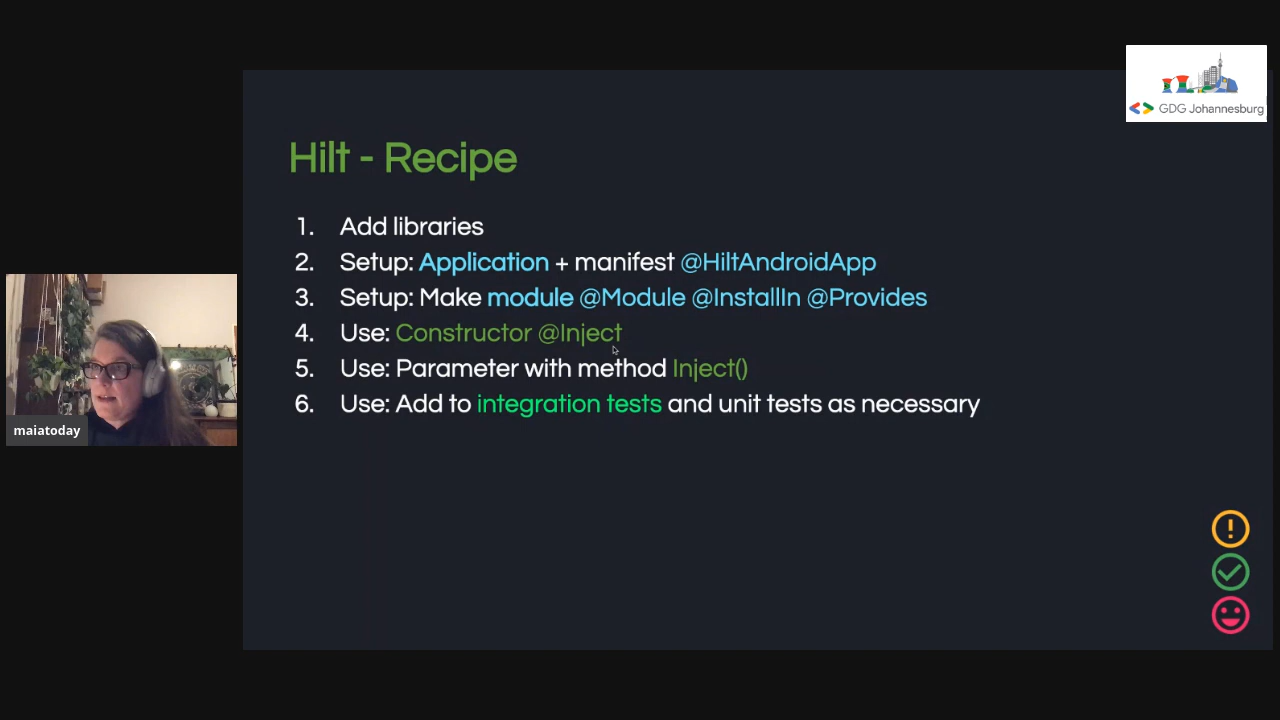 GDG Johannesburg
Hilt - Recipe
1. Add libraries
2. Setup: Application + manifest @HiltAndroidApp
3. Setup: Make module @Module @InstallIn @Provides
4. Use: Constructor @Inject
5. Use: Parameter with method Inject()
6. Use: Add to integration tests and unit tests as necessary
maiatoday